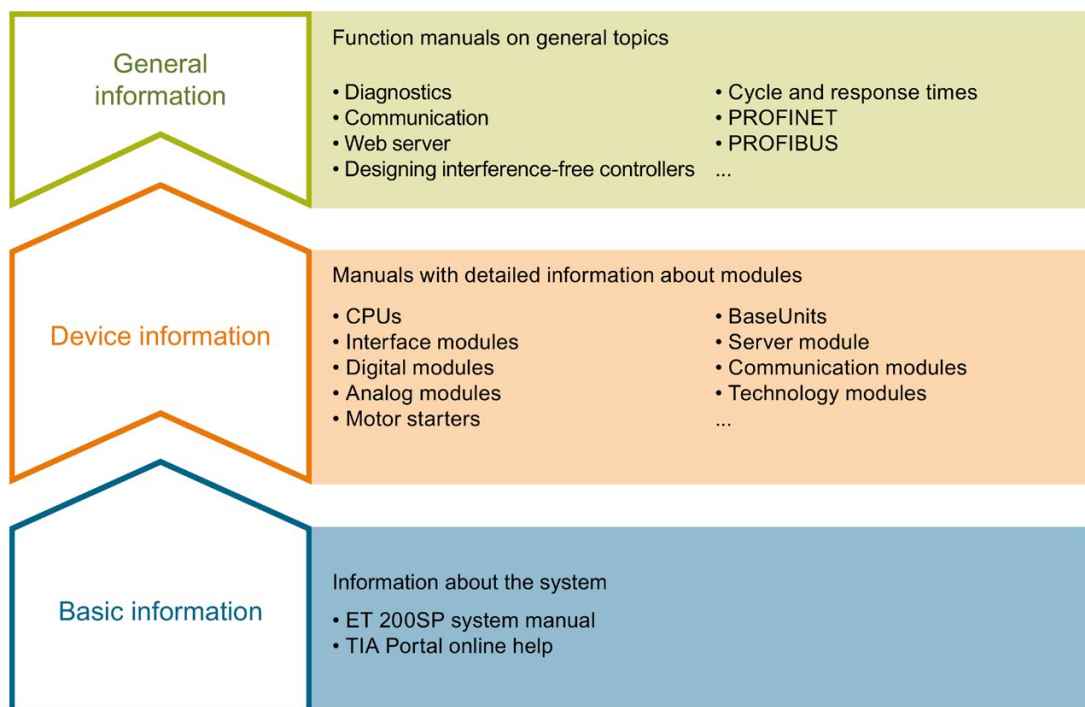 General
information
Function manuals on general topics
• Diagnostics
• Communication
• Web server
• Designing interference-free controllers
• Cycle and response times
• PROFINET
• PROFIBUS
...
Device information
Manuals with detailed information about modules
• CPUs
• Interface modules
• Digital modules
• Analog modules
• Motor starters
• BaseUnits
• Server module
• Communication modules
• Technology modules
...
Basic information
Information about the system
• ET 200SP system manual
• TIA Portal online help